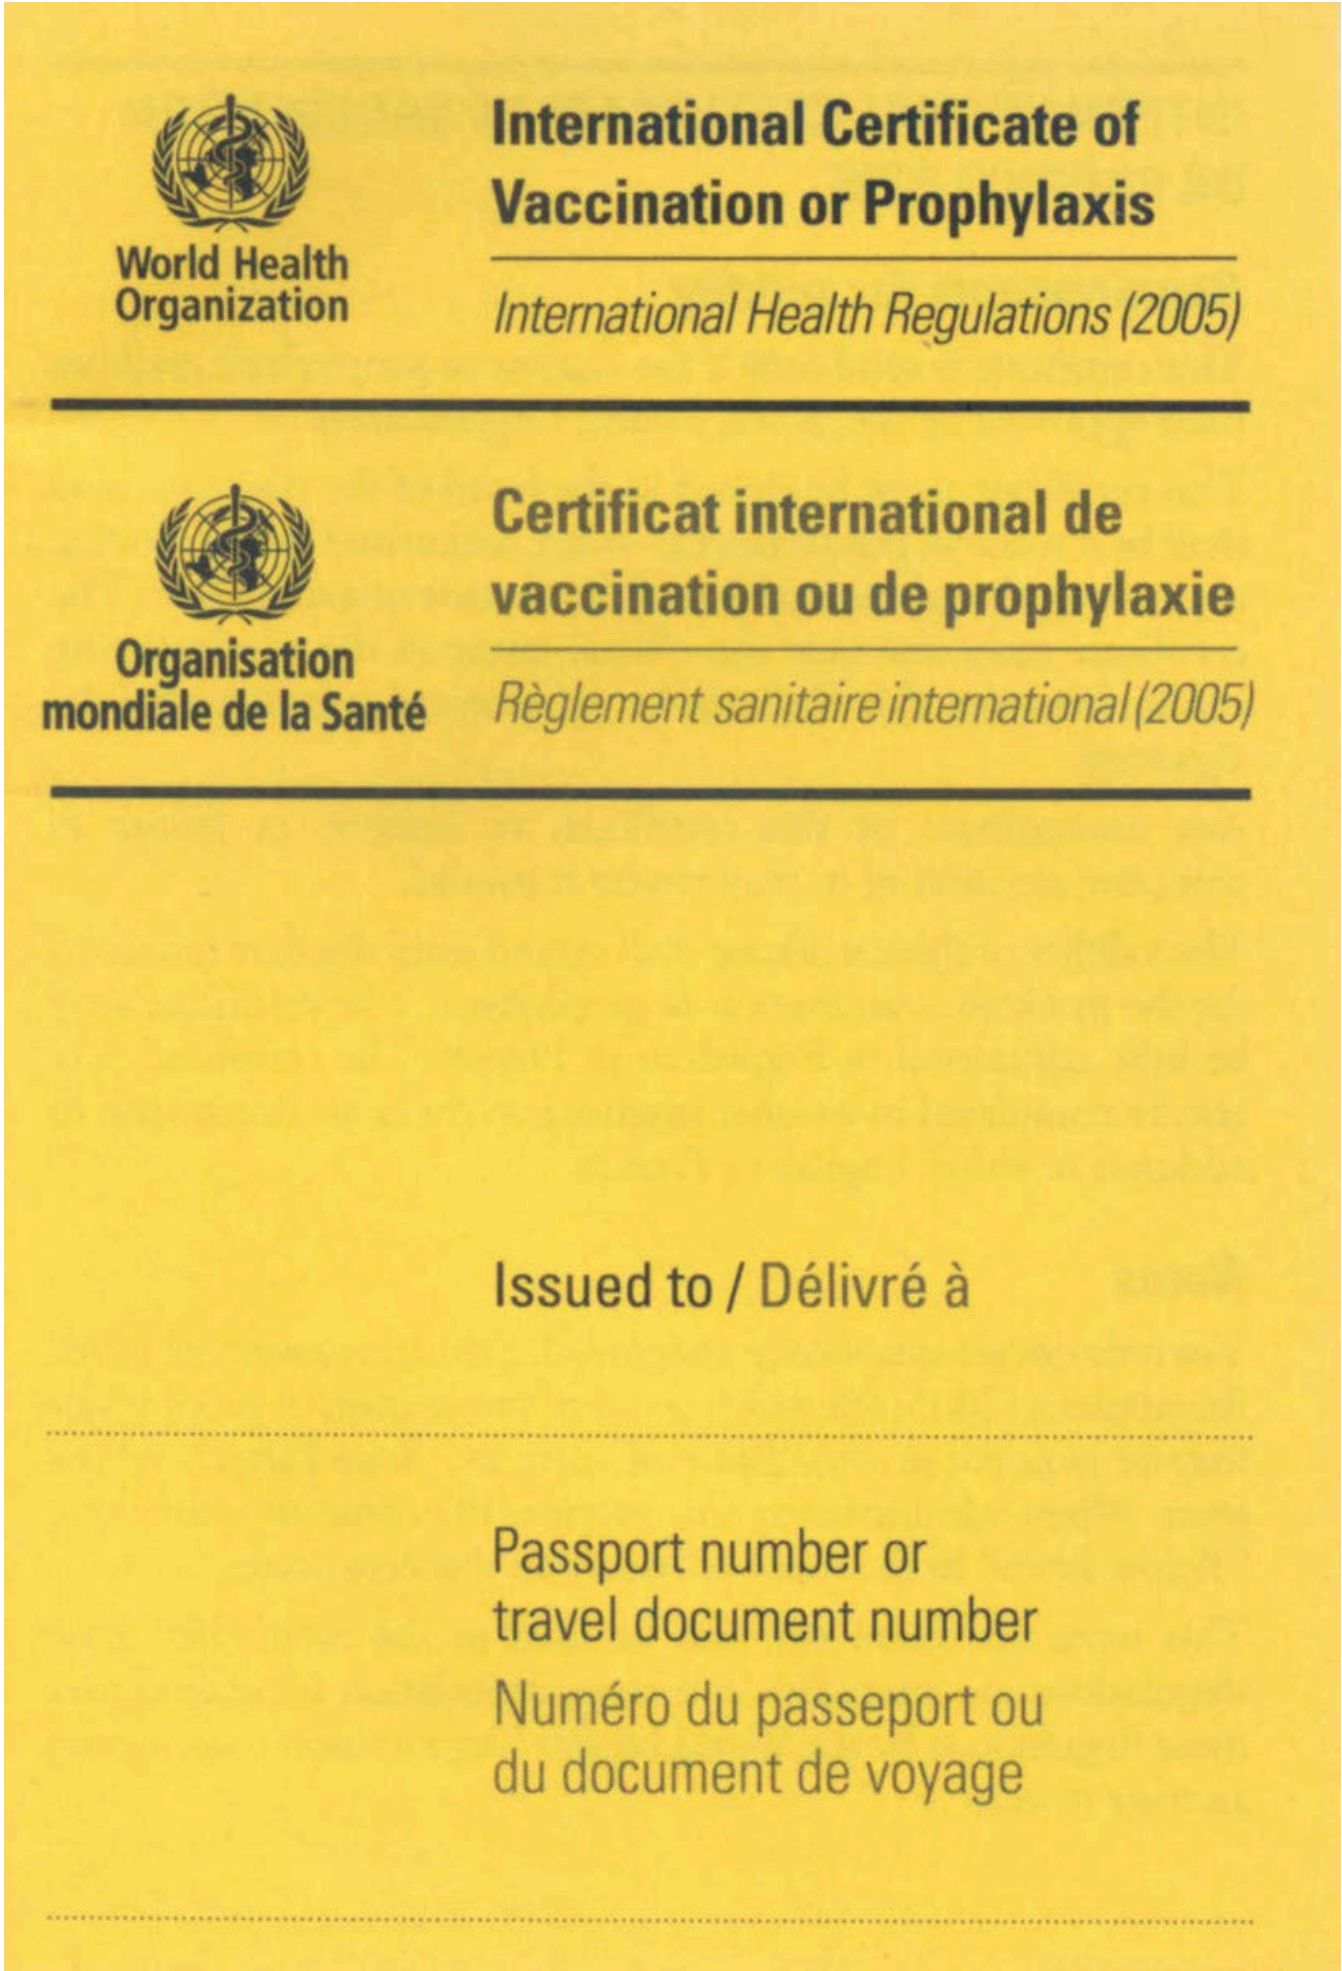 World Health
Organization
International Certificate of
Vaccination or Prophylaxis
International Health Regulations (2005)
Organisation
mondiale de la Santé
Certificat international de
vaccination ou de prophylaxie
Règlement sanitaire international (2005)
Issued to / Délivré à
Passport number or
travel document number
Numéro du passeport ou
du document de voyage